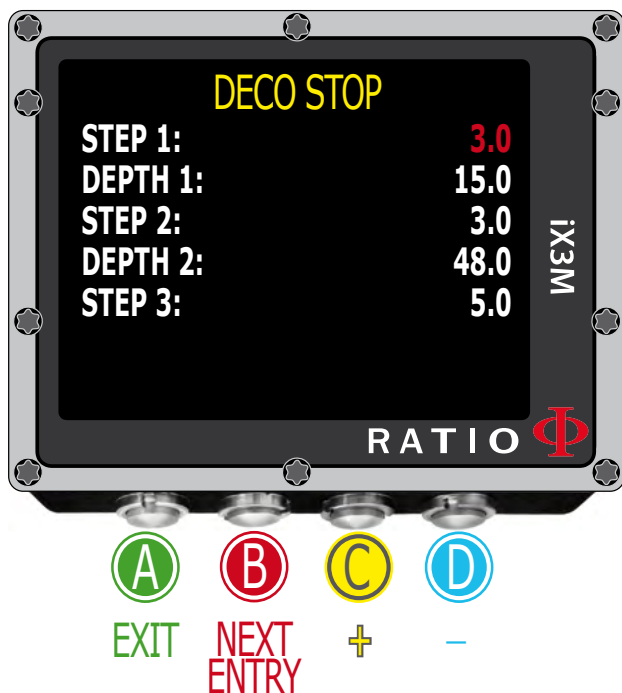 DECO STOP
STEP 1: 3.0
DEPTH 1: 15.0
STEP 2: 3.0
DEPTH 2: 48.0
STEP 3: 5.0
iX3M
RATIO
A B C D
EXIT NEXT ENTRY + -